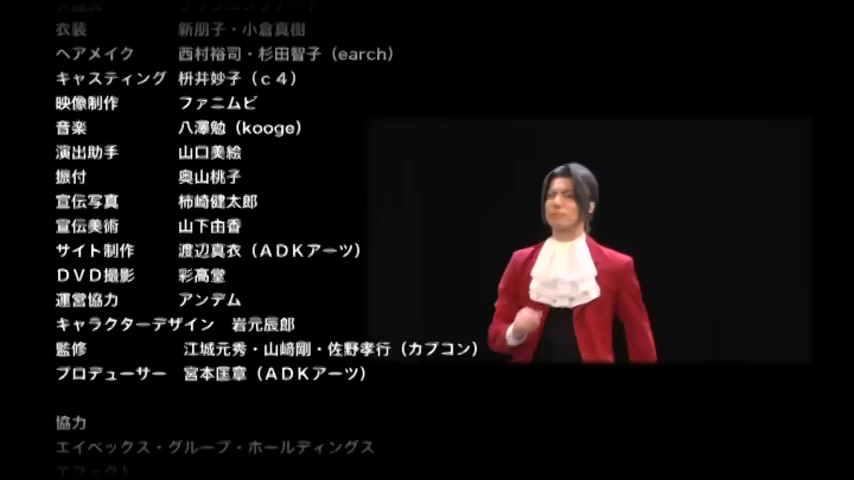 衣装 新朋子・小倉真樹
ヘアメイク 西村裕司・杉田智子（earch）
キャスティング 枡井妙子（ｃ４）
映像制作 ファニムビ
音楽 八澤勉（kooge）
演出助手 山口美絵
振付 奥山桃子
宣伝写真 柿崎健太郎
宣伝美術 山下由香
サイト制作 渡辺真衣（ＡＤＫアーツ）
ＤＶＤ撮影 彩高堂
運営協力 アンデム
キャラクターデザイン 岩元辰郎
監修 江城元秀・山﨑剛・佐野孝行（カプコン）
プロデューサー 宮本匡章（ＡＤＫアーツ）
協力
エイベックス・グループ・ホールディングス
エフェクト